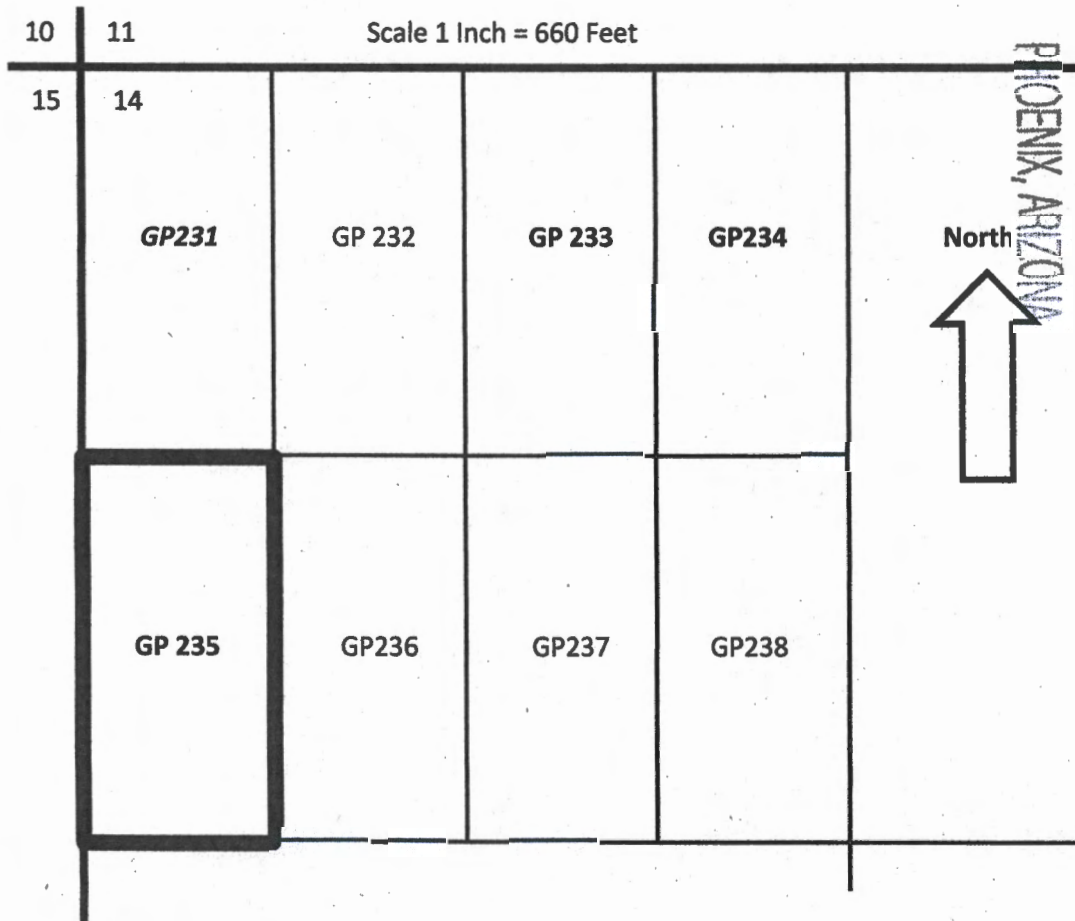 10 11 Scale 1 Inch = 660 Feet
15 14
GP231 GP 232 GP 233 GP234 North
PHOENIX, ARIZONA
GP 235 GP236 GP237 GP238